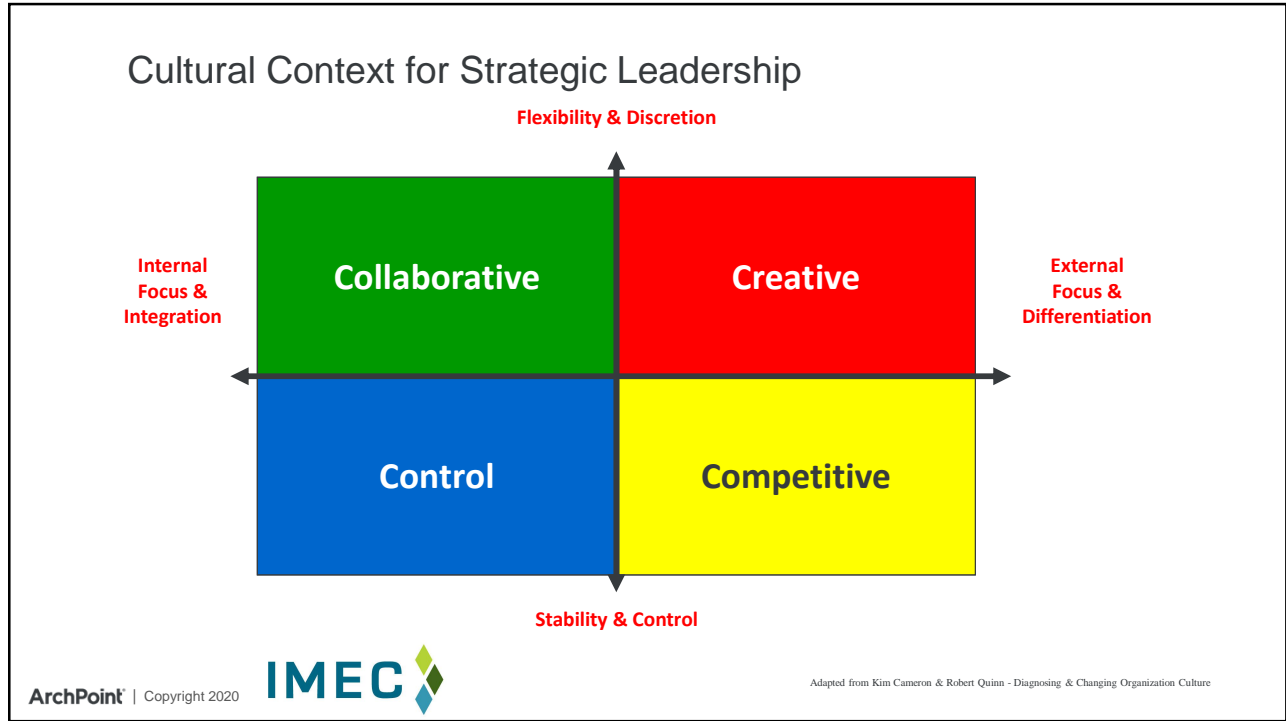 Cultural Context for Strategic Leadership
Flexibility & Discretion
Internal
Focus &
Integration
Collaborative
Creative
External
Focus &
Differentiation
Control
Competitive
Stability & Control
ArchPoint | Copyright 2020
IMEC
Adapted from Kim Cameron & Robert Quinn - Diagnosing & Changing Organization Culture